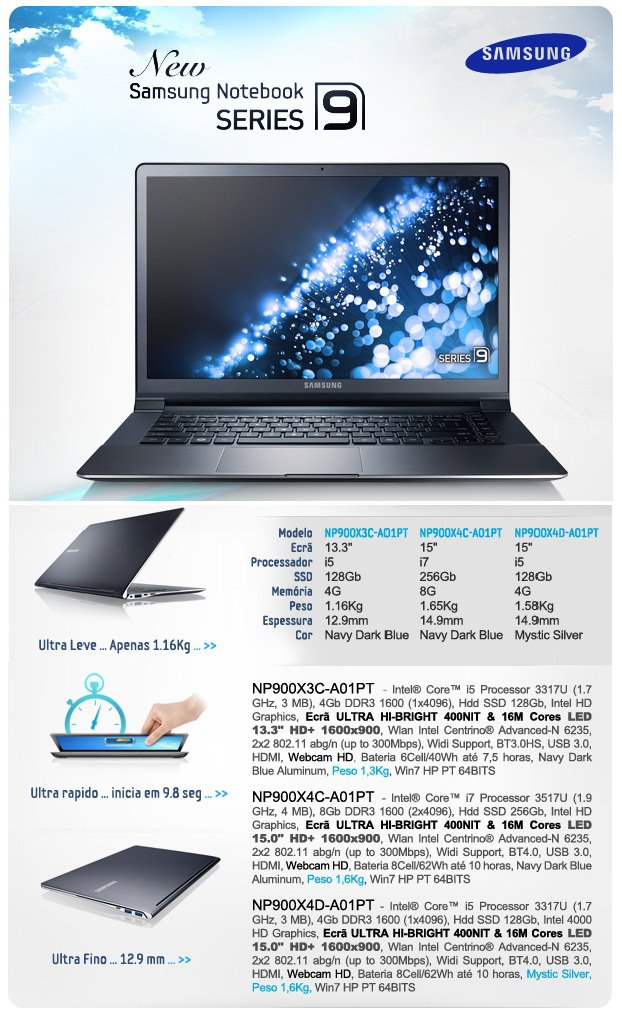 New
SAMSUNG
Samsung Notebook
SERIES 9
SERIES 9
SAMSUNG
Modelo NP900X3C-A01PT NP900X4C-A01PT NP900X4D-A01PT
Ecrã 13.3" 15" 15"
Processador i5 i7 i5
SSD 128Gb 256Gb 128Gb
Memória 4G 8G 4G
Peso 1.16Kg 1.65Kg 1.58Kg
Espessura 12.9mm 14.9mm 14.9mm
Cor Navy Dark Blue Navy Dark Blue Mystic Silver
SAMSUNG
Ultra Leve ... Apenas 1.16Kg ... >>
NP900X3C-A01PT - Intel® Core™ i5 Processor 3317U (1.7
GHz, 3 MB), 4Gb DDR3 1600 (1x4096), Hdd SSD 128Gb, Intel HD
Graphics, Ecrã ULTRA HI-BRIGHT 400NIT & 16M Cores LED
13.3" HD+ 1600x900, Wlan Intel Centrino® Advanced-N 6235,
2x2 802.11 abg/n (up to 300Mbps), Widi Support, BT3.0HS, USB 3.0,
HDMI, Webcam HD, Bateria 6Cell/40Wh até 7,5 horas, Navy Dark
Blue Aluminum, Peso 1,3Kg, Win7 HP PT 64BITS
Ultra rapido ... inicia em 9.8 seg ... >>
NP900X4C-A01PT - Intel® Core™ i7 Processor 3517U (1.9
GHz, 4 MB), 8Gb DDR3 1600 (2x4096), Hdd SSD 256Gb, Intel HD
Graphics, Ecrã ULTRA HI-BRIGHT 400NIT & 16M Cores LED
15.0" HD+ 1600x900, Wlan Intel Centrino® Advanced-N 6235,
2x2 802.11 abg/n (up to 300Mbps), Widi Support, BT4.0, USB 3.0,
HDMI, Webcam HD, Bateria 8Cell/62Wh até 10 horas, Navy Dark Blue
Aluminum, Peso 1,6Kg, Win7 HP PT 64BITS
SAMSUNG
Ultra Fino ... 12.9 mm ... >>
NP900X4D-A01PT - Intel® Core™ i5 Processor 3317U (1.7
GHz, 3 MB), 4Gb DDR3 1600 (1x4096), Hdd SSD 128Gb, Intel 4000
HD Graphics, Ecrã ULTRA HI-BRIGHT 400NIT & 16M Cores LED
15.0" HD+ 1600x900, Wlan Intel Centrino® Advanced-N 6235,
2x2 802.11 abg/n (up to 300Mbps), Widi Support, BT4.0, USB 3.0,
HDMI, Webcam HD, Bateria 8Cell/62Wh até 10 horas, Mystic Silver,
Peso 1,6Kg, Win7 HP PT 64BITS